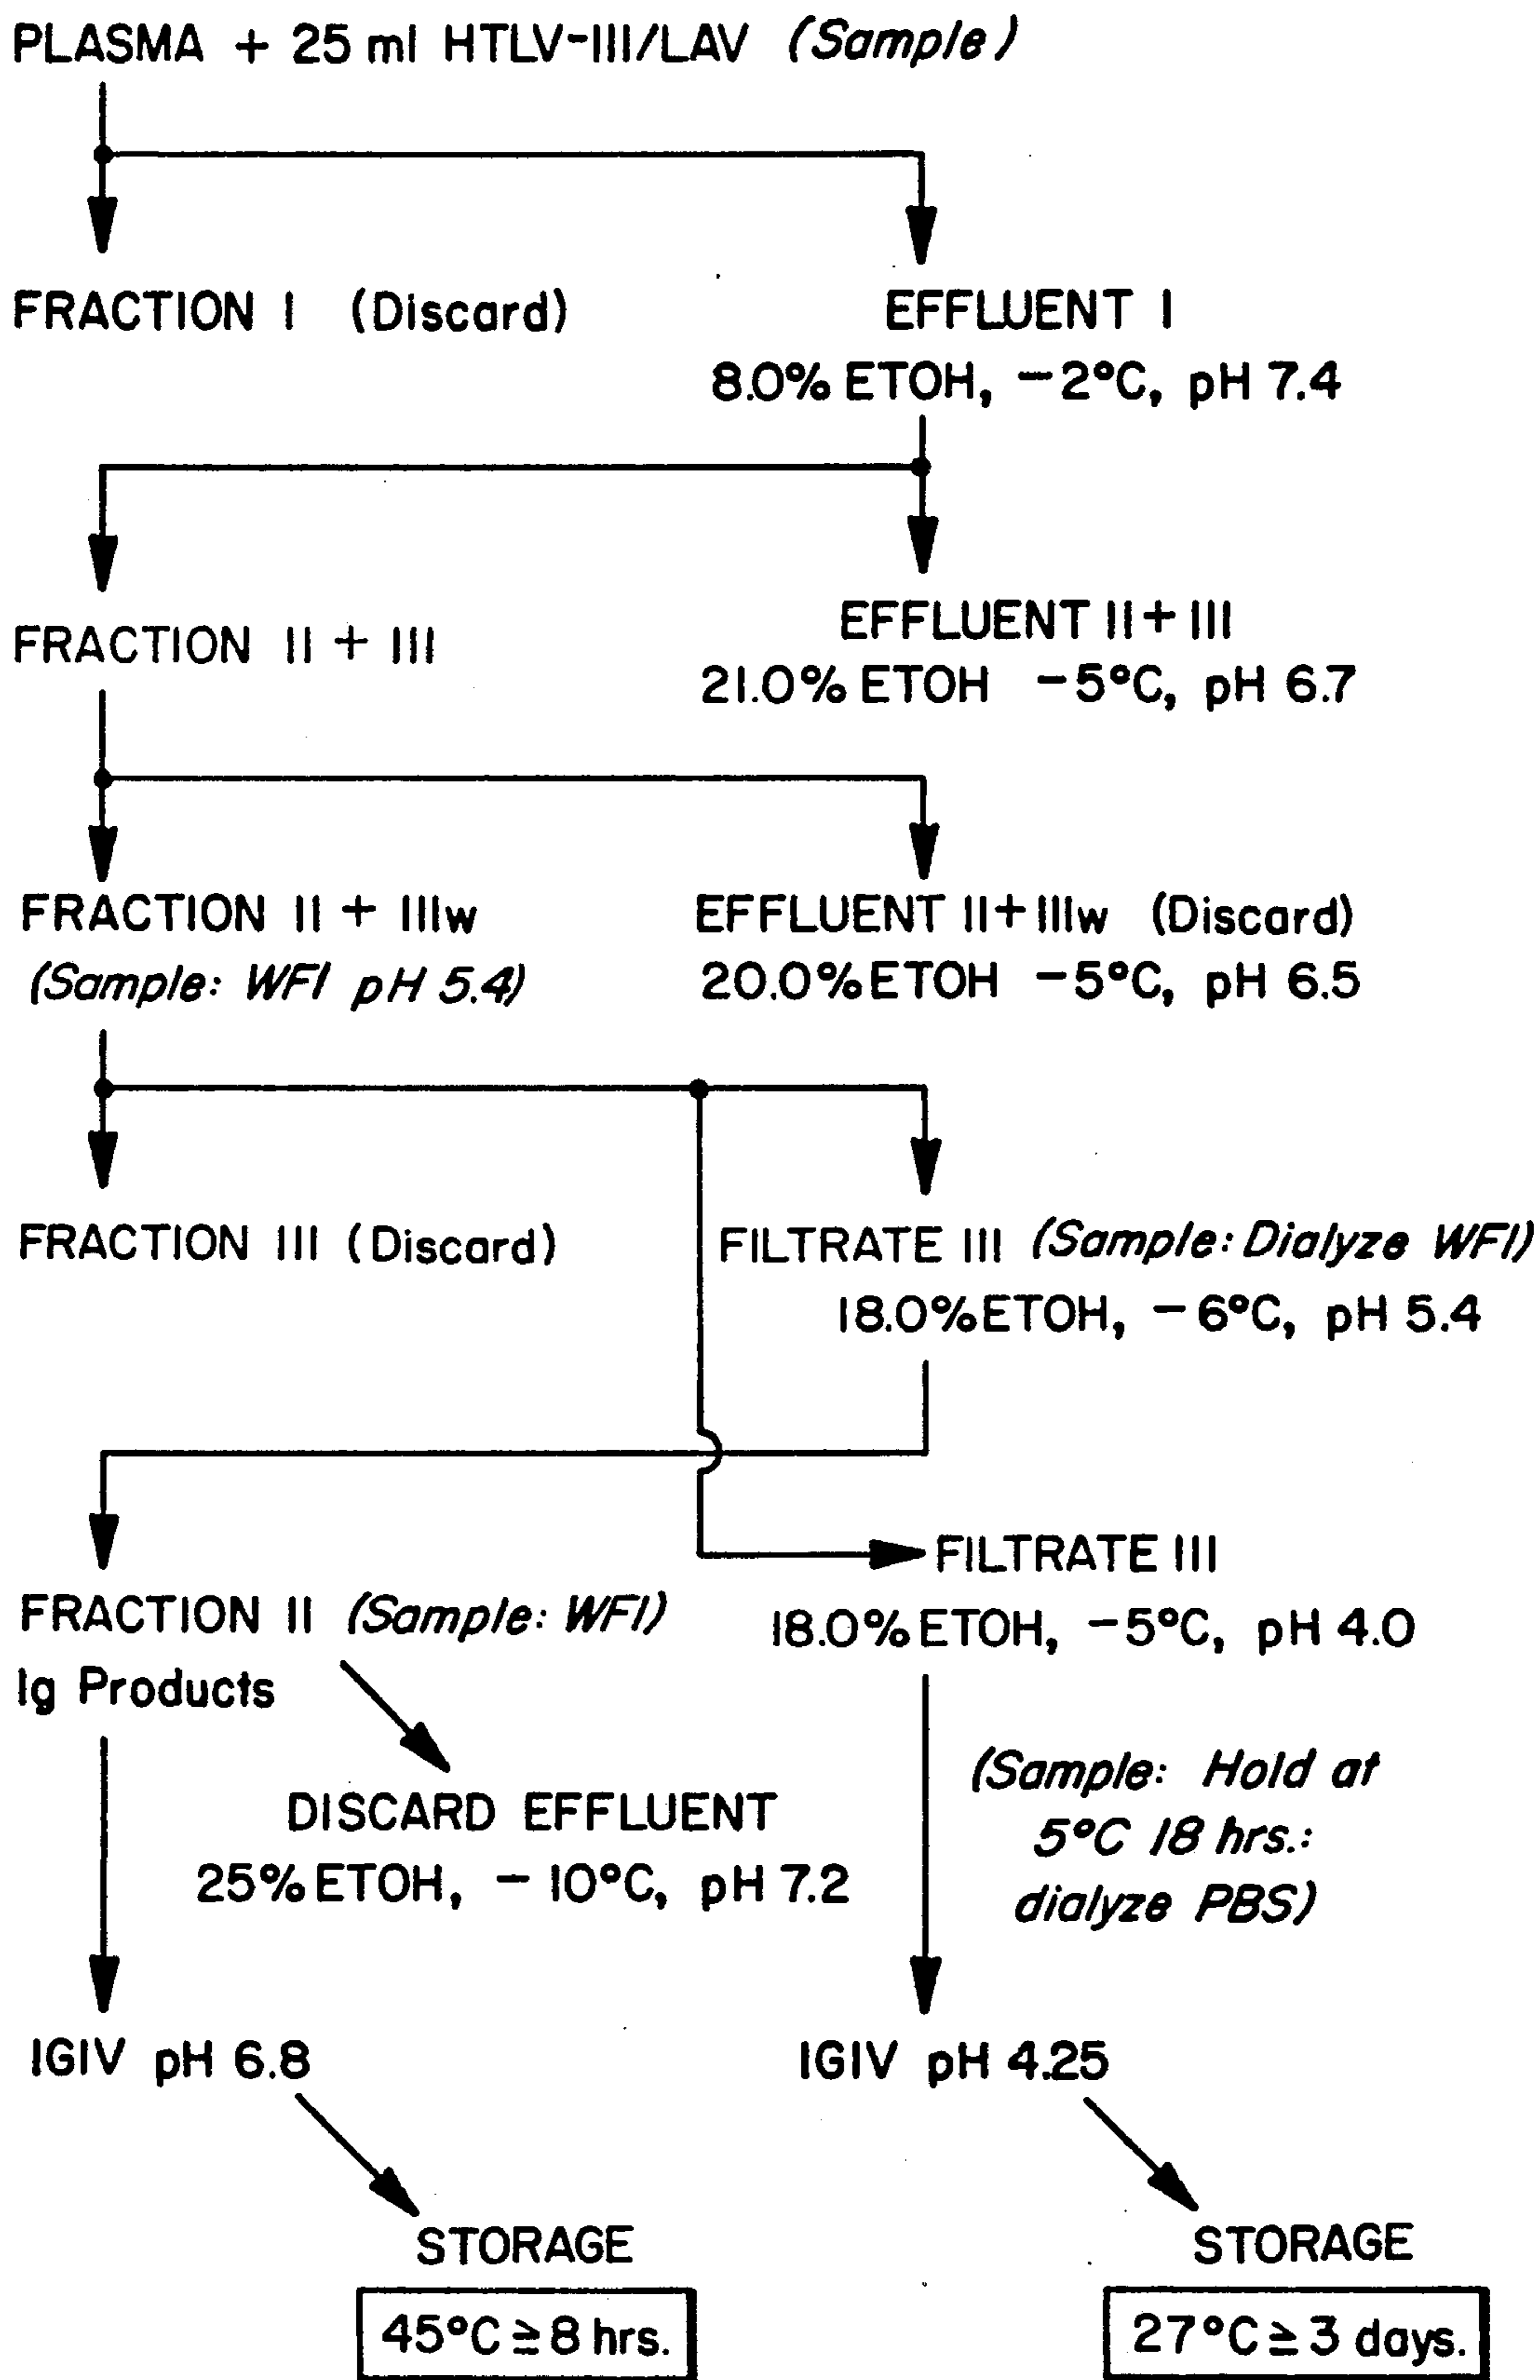 PLASMA + 25 ml HTLV-III/LAV (Sample)
FRACTION I (Discard)
EFFLUENT I
8.0% ETOH, -2°C, pH 7.4
FRACTION II + III
EFFLUENT II + III
21.0% ETOH -5°C, pH 6.7
FRACTION II + IIIw
(Sample: WFI pH 5.4)
EFFLUENT II+IIIw (Discard)
20.0% ETOH -5°C, pH 6.5
FRACTION III (Discard)
FILTRATE III (Sample: Dialyze WFI)
18.0% ETOH, -6°C, pH 5.4
FRACTION II (Sample: WFI)
Ig Products
FILTRATE III
18.0% ETOH, -5°C, pH 4.0
DISCARD EFFLUENT
25% ETOH, - 10°C, pH 7.2
(Sample: Hold at
5°C 18 hrs.:
dialyze PBS)
IGIV pH 6.8
IGIV pH 4.25
STORAGE
45°C ≥ 8 hrs.
STORAGE
27°C ≥ 3 days.